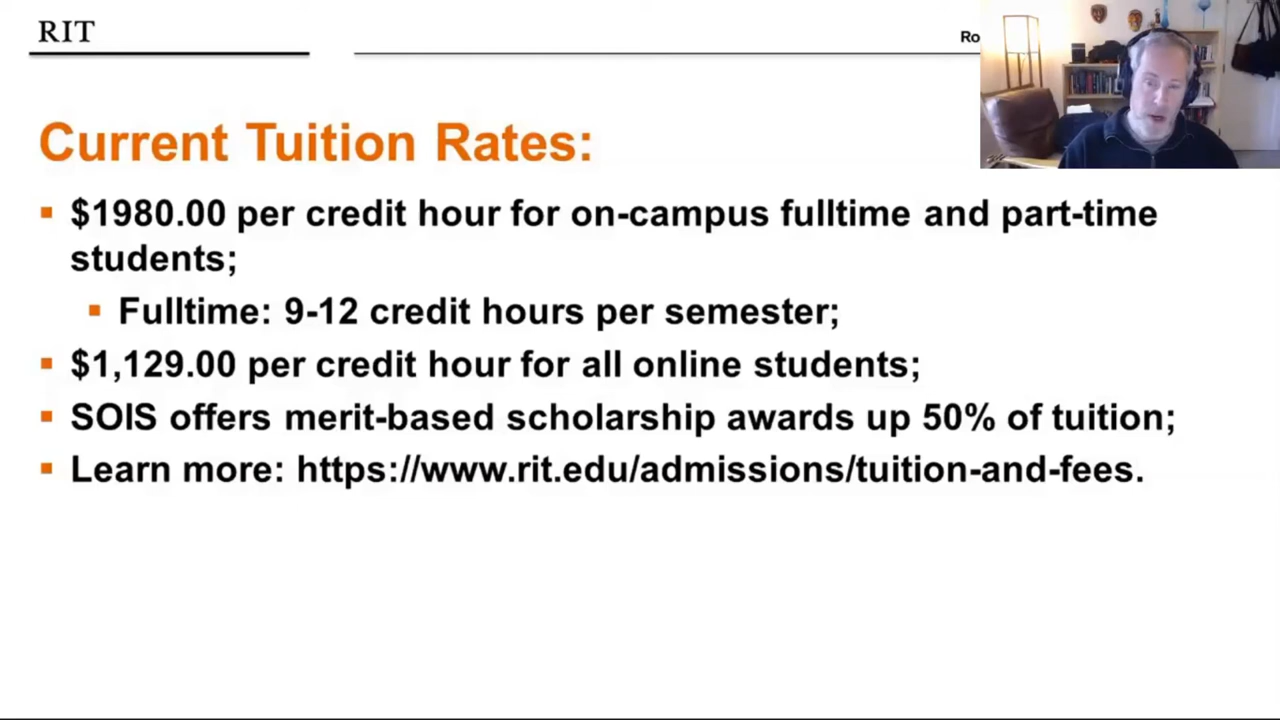 RIT
Ro
Current Tuition Rates:
$1980.00 per credit hour for on-campus fulltime and part-time
students;
Fulltime: 9-12 credit hours per semester;
$1,129.00 per credit hour for all online students;
SOIS offers merit-based scholarship awards up 50% of tuition;
Learn more: https://www.rit.edu/admissions/tuition-and-fees.